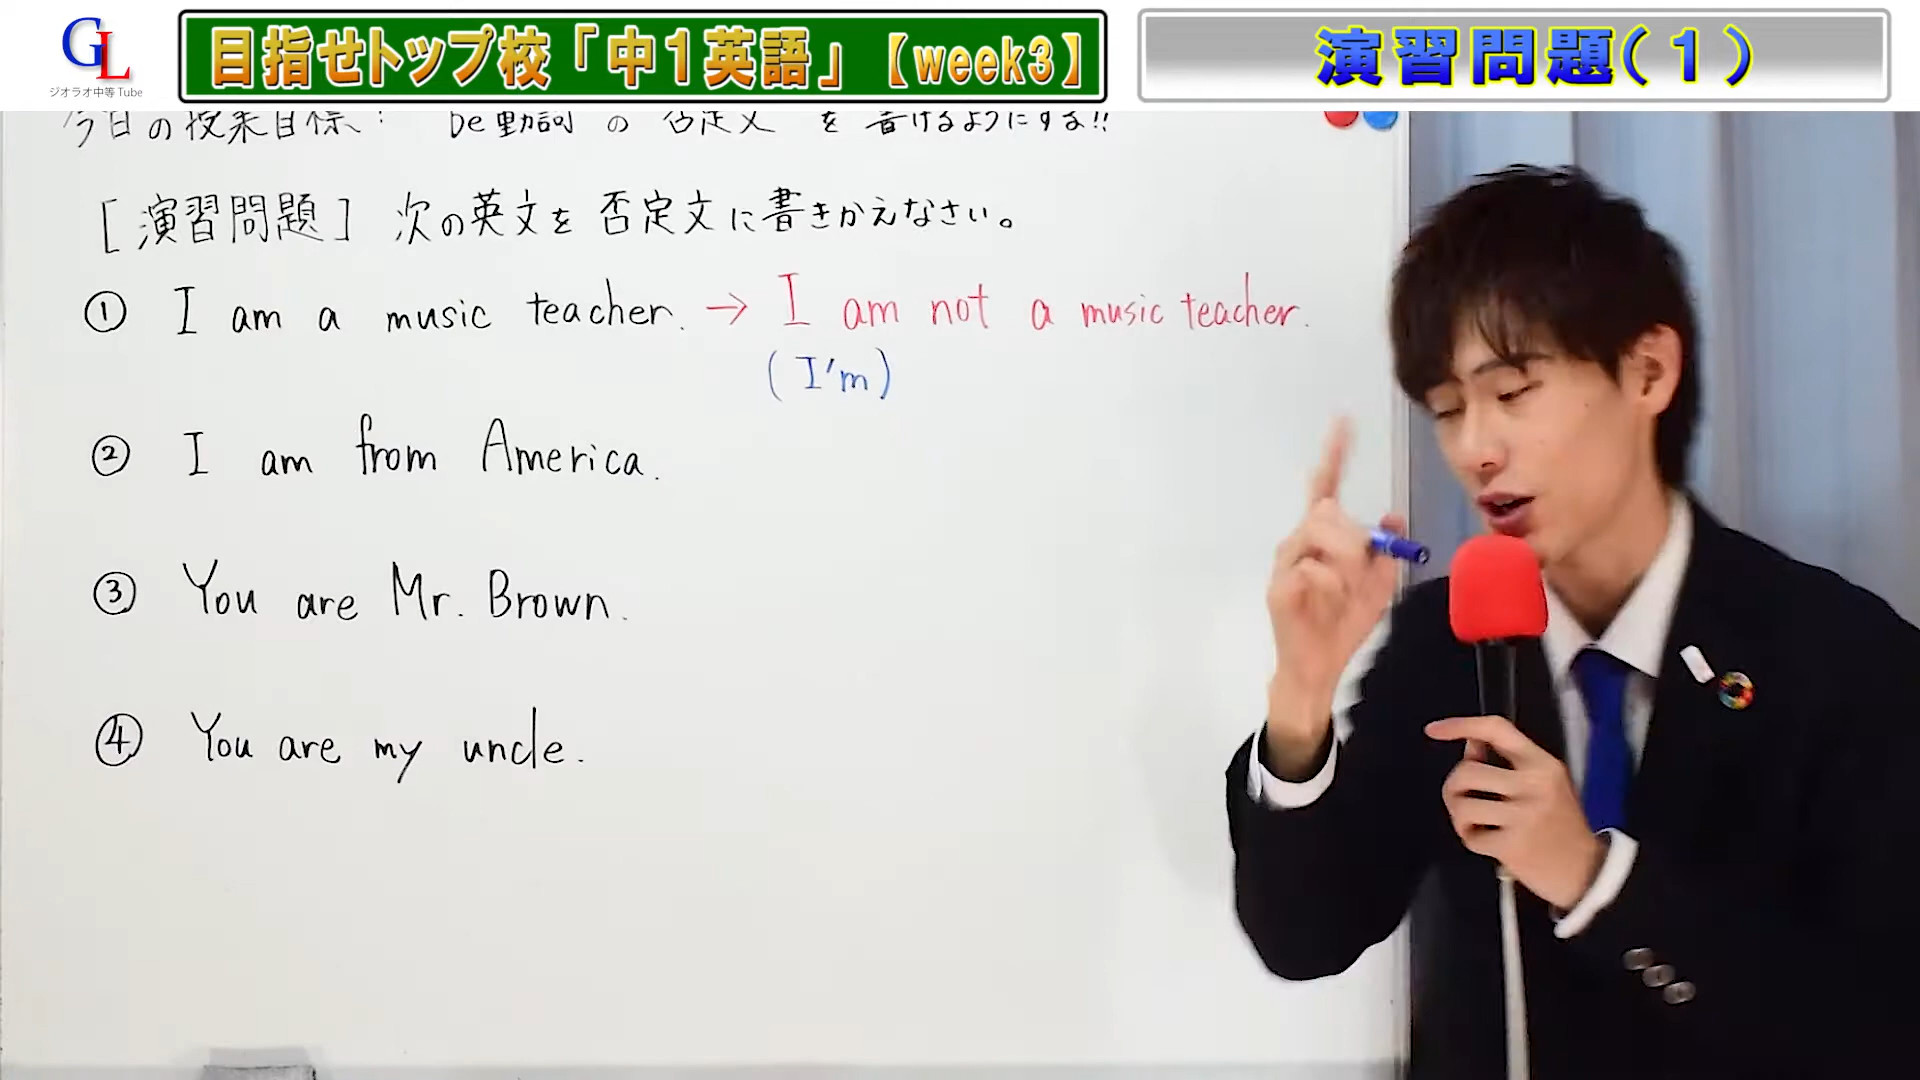 GL
ジオラオ中等Tube
目指せトップ校「中1英語」【week3】
演習問題（1）
今日の授業目標: be動詞の否定文を書けるようにする!!
[演習問題] 次の英文を否定文に書きかえなさい。
① I am a music teacher. → I am not a music teacher.
(I'm)
② I am from America.
③ You are Mr. Brown.
④ You are my uncle.